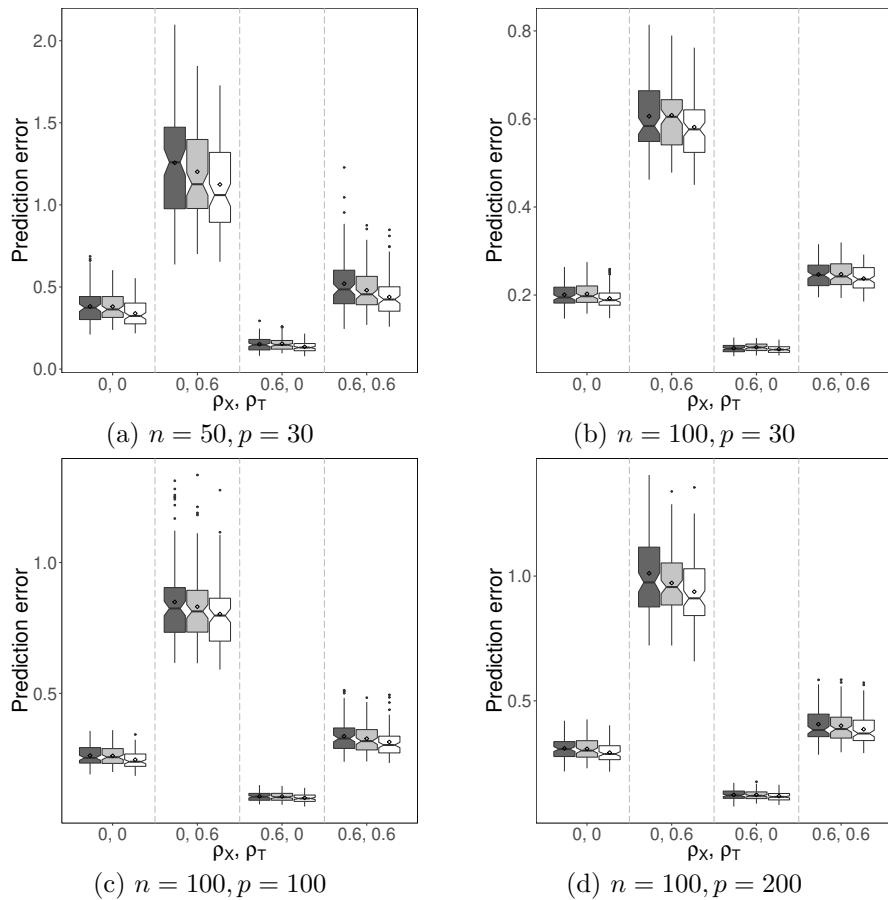 Prediction error
2.0
1.5
1.0
0.5
0.0
0, 0 0, 0.6 0.6, 0 0.6, 0.6
ρX, ρT
(a) n = 50, p = 30
Prediction error
0.8
0.6
0.4
0.2
0, 0 0, 0.6 0.6, 0 0.6, 0.6
ρX, ρT
(b) n = 100, p = 30
Prediction error
1.0
0.5
0, 0 0, 0.6 0.6, 0 0.6, 0.6
ρX, ρT
(c) n = 100, p = 100
Prediction error
1.0
0.5
0, 0 0, 0.6 0.6, 0 0.6, 0.6
ρX, ρT
(d) n = 100, p = 200